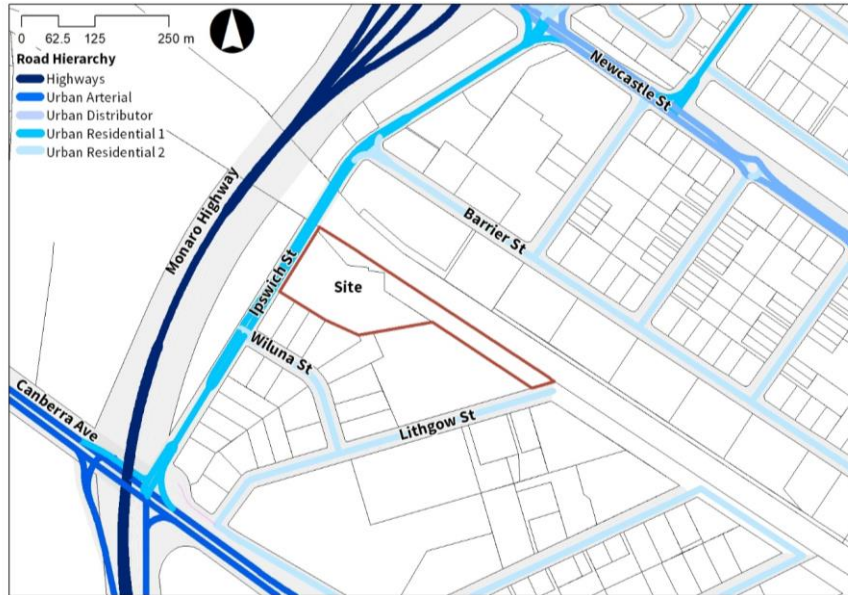 0 62.5 125 250 m
Road Hierarchy
Highways
Urban Arterial
Urban Distributor
Urban Residential 1
Urban Residential 2
Newcastle St
Monaro Highway
Barrier St
Ipswich St
Site
Wiluna St
Canberra Ave
Lithgow St